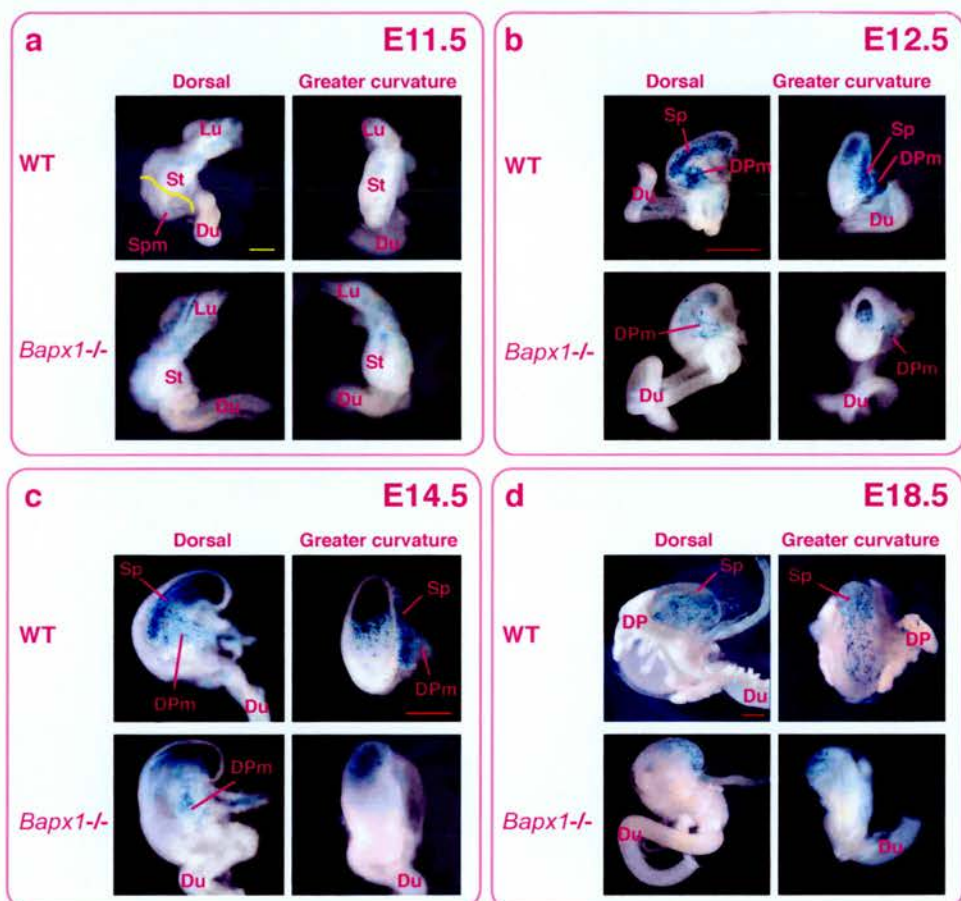 a E11.5
Dorsal Greater curvature
WT
Lu
St
Spm
Du
Lu
St
Du
Bapx1-/-
Lu
St
Du
Lu
St
Du
b E12.5
Dorsal Greater curvature
WT
Sp
DPm
Du
Sp
DPm
Du
Bapx1-/-
DPm
Du
DPm
Du
c E14.5
Dorsal Greater curvature
WT
Sp
DPm
Du
Sp
DPm
Bapx1-/-
DPm
Du
Du
d E18.5
Dorsal Greater curvature
WT
Sp
DP
Du
Sp
DP
Bapx1-/-
Du
Du